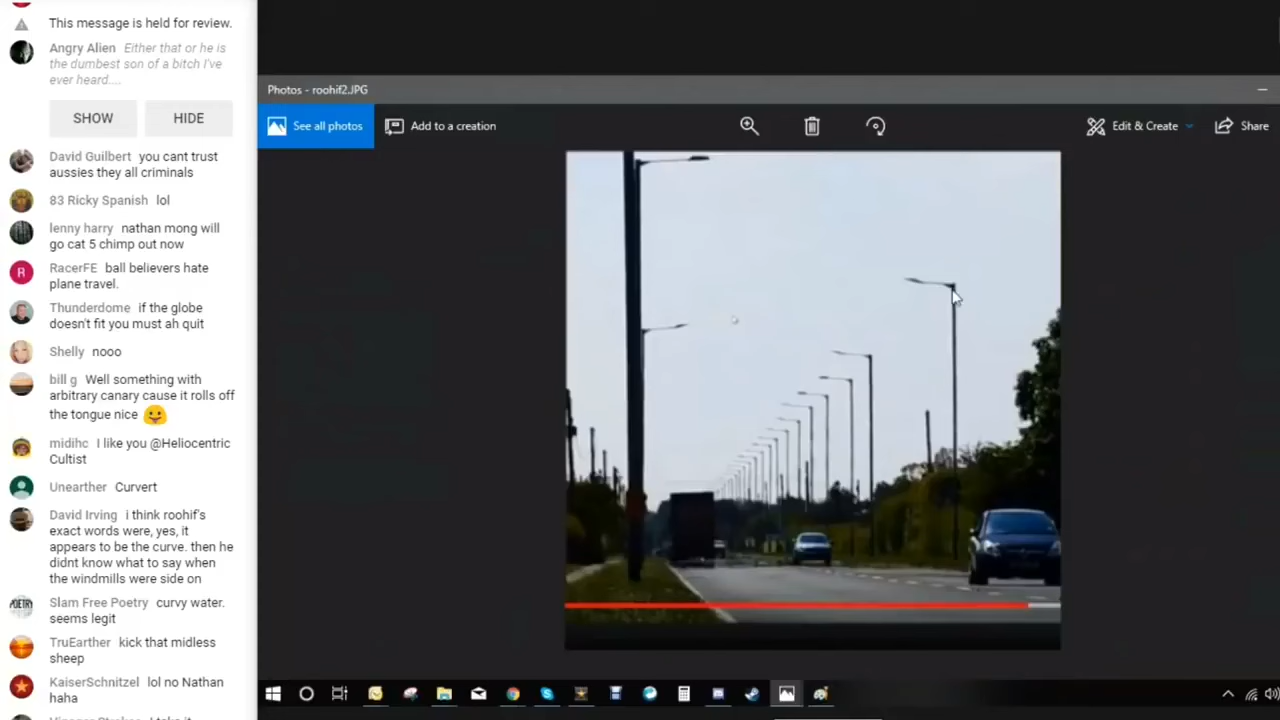 This message is held for review.
Angry Alien Either that or he is
the dumbest son of a bitch I've
ever heard....
SHOW HIDE
David Guilbert you cant trust
aussies they all criminals
83 Ricky Spanish lol
lenny harry nathan mong will
go cat 5 chimp out now
R RacerFE ball believers hate
plane travel.
Thunderdome if the globe
doesn't fit you must ah quit
Shelly nooo
bill g Well something with
arbitrary canary cause it rolls off
the tongue nice
midihc I like you @Heliocentric
Cultist
Unearther Curvert
David Irving i think roohif's
exact words were, yes, it
appears to be the curve. then he
didnt know what to say when
the windmills were side on
POETRY Slam Free Poetry curvy water.
seems legit
TruEarther kick that midless
sheep
KaiserSchnitzel lol no Nathan
haha
Photos - roohif2.JPG
See all photos Add to a creation Edit & Create Share